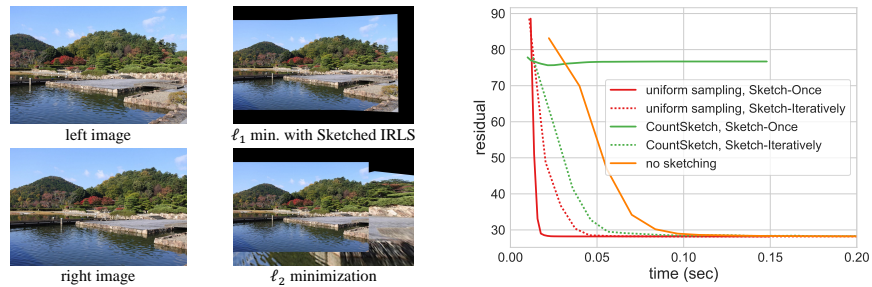 left image
ℓ₁ min. with Sketched IRLS
right image
ℓ₂ minimization
residual
90
80
70
60
50
40
30
uniform sampling, Sketch-Once
uniform sampling, Sketch-Iteratively
CountSketch, Sketch-Once
CountSketch, Sketch-Iteratively
no sketching
0.00 0.05 0.10 0.15 0.20
time (sec)